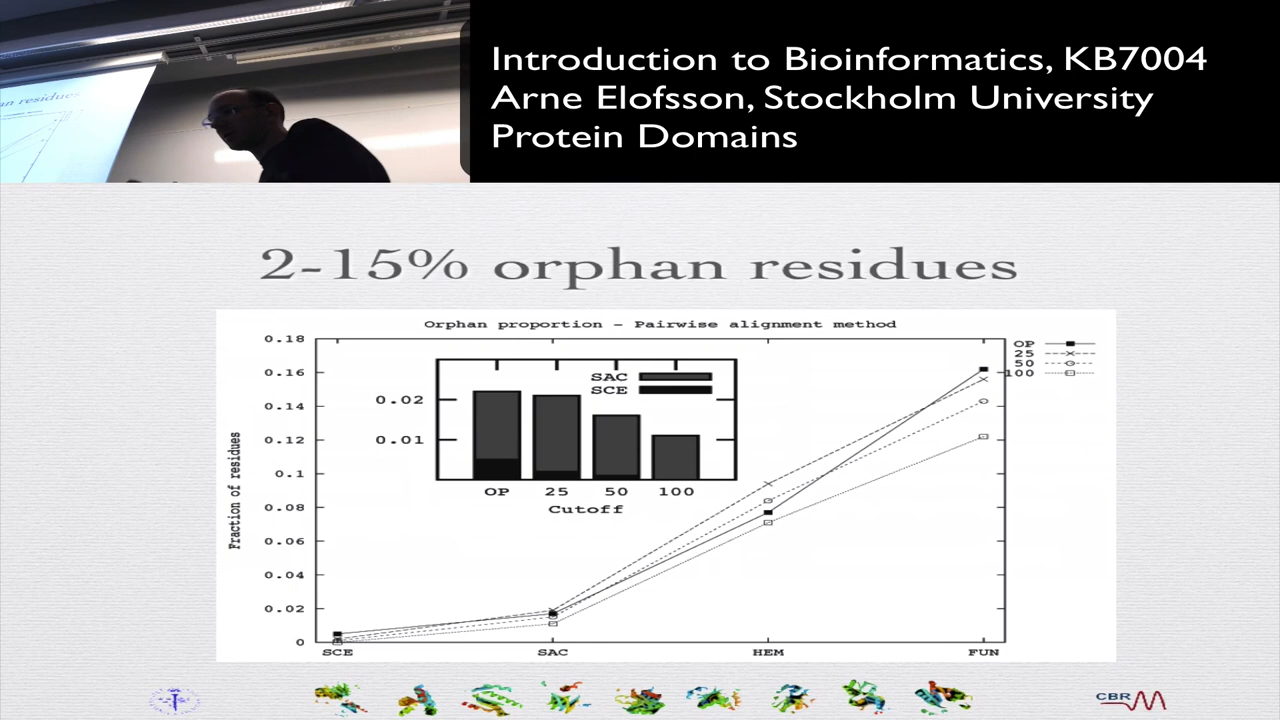 Introduction to Bioinformatics, KB7004
Arne Elofsson, Stockholm University
Protein Domains
an residues
2-15% orphan residues
Orphan proportion - Pairwise alignment method
0.18
0.16
0.14
0.12
0.1
0.08
0.06
0.04
0.02
0
Fraction of residues
SAC
SCE
0.02
0.01
OP 25 50 100
Cutoff
OP
25
50
100
SCE SAC HEM FUN
CBR